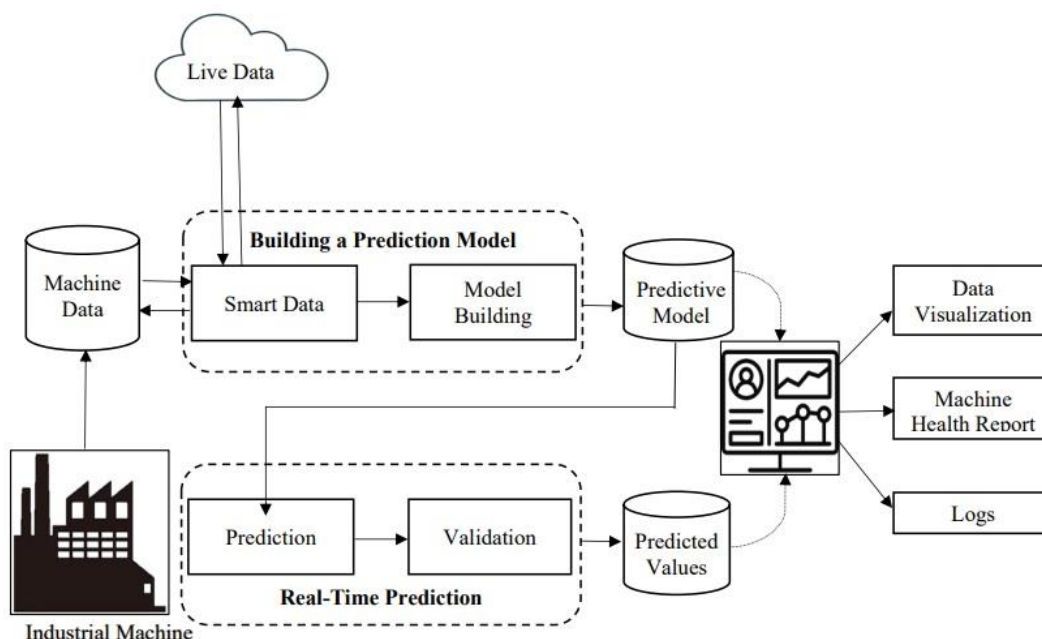 Live Data
Building a Prediction Model
Machine
Data
Smart Data
Model
Building
Predictive
Model
Data
Visualization
Machine
Health Report
Prediction
Validation
Predicted
Values
Logs
Real-Time Prediction
Industrial Machine